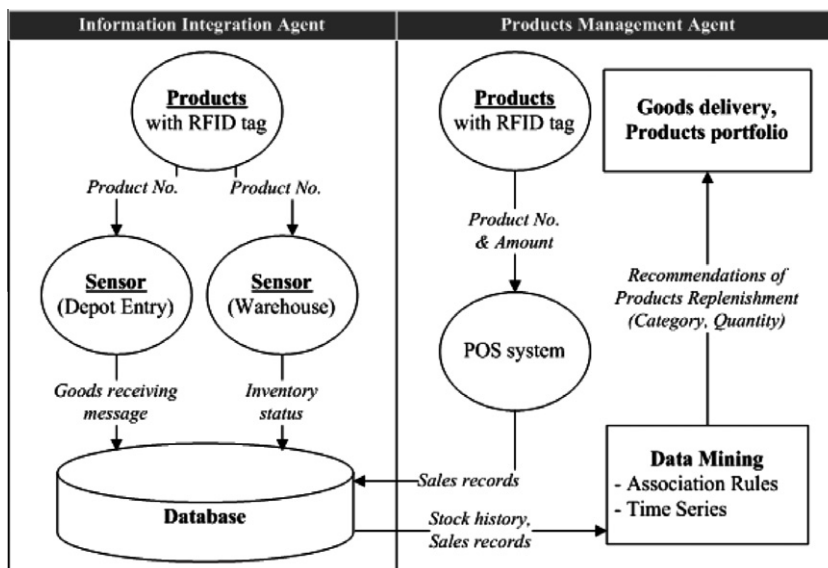 Information Integration Agent
Products Management Agent
Products
with RFID tag
Product No.
Product No.
Sensor
(Depot Entry)
Sensor
(Warehouse)
Goods receiving
message
Inventory
status
Database
Products
with RFID tag
Product No.
& Amount
POS system
Sales records
Stock history,
Sales records
Data Mining
- Association Rules
- Time Series
Recommendations of
Products Replenishment
(Category, Quantity)
Goods delivery,
Products portfolio